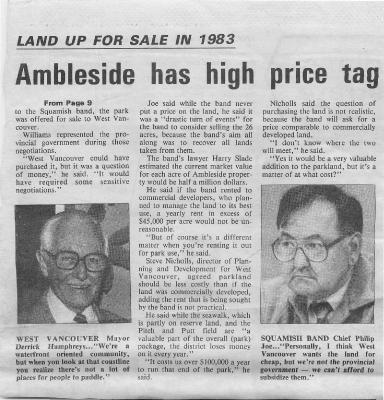 LAND UP FOR SALE IN 1983
Ambleside has high price tag
From Page 9
to the Squamish band, the park
was offered for sale to West Van-
couver.
Williams represented the pro-
vincial government during those
negotiations.
"West Vancouver could have
purchased it, but it was a question
of money," he said. "It would
have required some sensitive
negotiations."
WEST VANCOUVER Mayor
Derrick Humphreys..."We're a
waterfront oriented community,
but when you look at that coastline
you realize there's not a lot of
places for people to paddle."
Joe said while the band never
put a price on the land, he said it
was a "drastic turn of events" for
the band to consider selling the 26
acres, because the band's aim all
along was to recover all lands
taken from them.
The band's lawyer Harry Slade
estimated the current market value
for each acre of Ambleside proper-
ty would be half a million dollars.
He said if the band rented to
commercial developers, who plan-
ned to manage the land to its best
use, a yearly rent in excess of
$45,000 per acre would not be un-
reasonable.
"But of course it's a different
matter when you're renting it out
for park use," he said.
Steve Nicholls, director of Plan-
ning and Development for West
Vancouver, agreed parkland
should be less costly than if the
land was commercially developed,
adding the rent that is being sought
by the band is not practical.
He said while the seawalk, which
is partly on reserve land, and the
Pitch and Putt field are "a
valuable part of the overall (park)
package, the district loses money
on it every year."
"It costs us over $100,000 a year
to run that end of the park," he
said.
Nicholls said the question of
purchasing the land is not realistic,
because the band will ask for a
price comparable to commercially
developed land.
"I don't know where the two
will meet," he said.
"Yes it would be a very valuable
addition to the parkland, but it's a
matter of at what cost?"
SQUAMISH BAND Chief Philip
Joe..."Personally, I think West
Vancouver wants the land for
cheap, but we're not the provincial
government — we can't afford to
subsidize them."